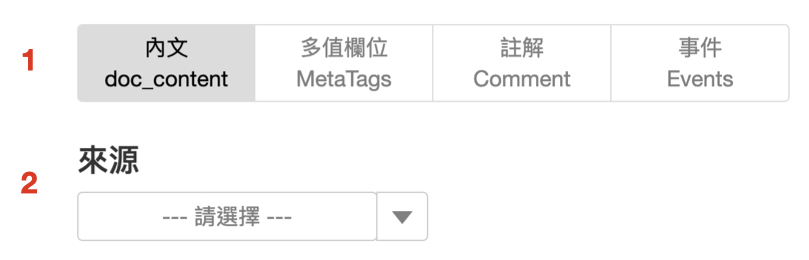 1
內文 多值欄位 註解 事件
doc_content MetaTags Comment Events
來源
2
--- 請選擇 ---